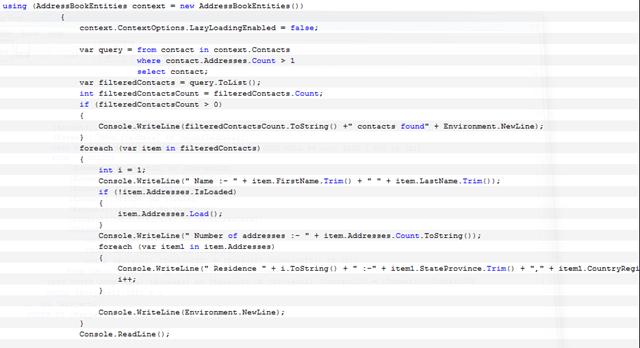 using (AddressBookEntities context = new AddressBookEntities())
{
context.ContextOptions.LazyLoadingEnabled = false;
var query = from contact in context.Contacts
where contact.Addresses.Count > 1
select contact;
var filteredContacts = query.ToList();
int filteredContactsCount = filteredContacts.Count;
if (filteredContactsCount > 0)
{
Console.WriteLine(filteredContactsCount.ToString() +" contacts found" + Environment.NewLine);
}
foreach (var item in filteredContacts)
{
int i = 1;
Console.WriteLine(" Name :- " + item.FirstName.Trim() + " " + item.LastName.Trim());
if (!item.Addresses.IsLoaded)
{
item.Addresses.Load();
}
Console.WriteLine(" Number of addresses :- " + item.Addresses.Count.ToString());
foreach (var item1 in item.Addresses)
{
Console.WriteLine(" Residence " + i.ToString() + " :-" + item1.StateProvince.Trim() + "," + item1.CountryRegi
i++;
}
Console.WriteLine(Environment.NewLine);
}
Console.ReadLine();